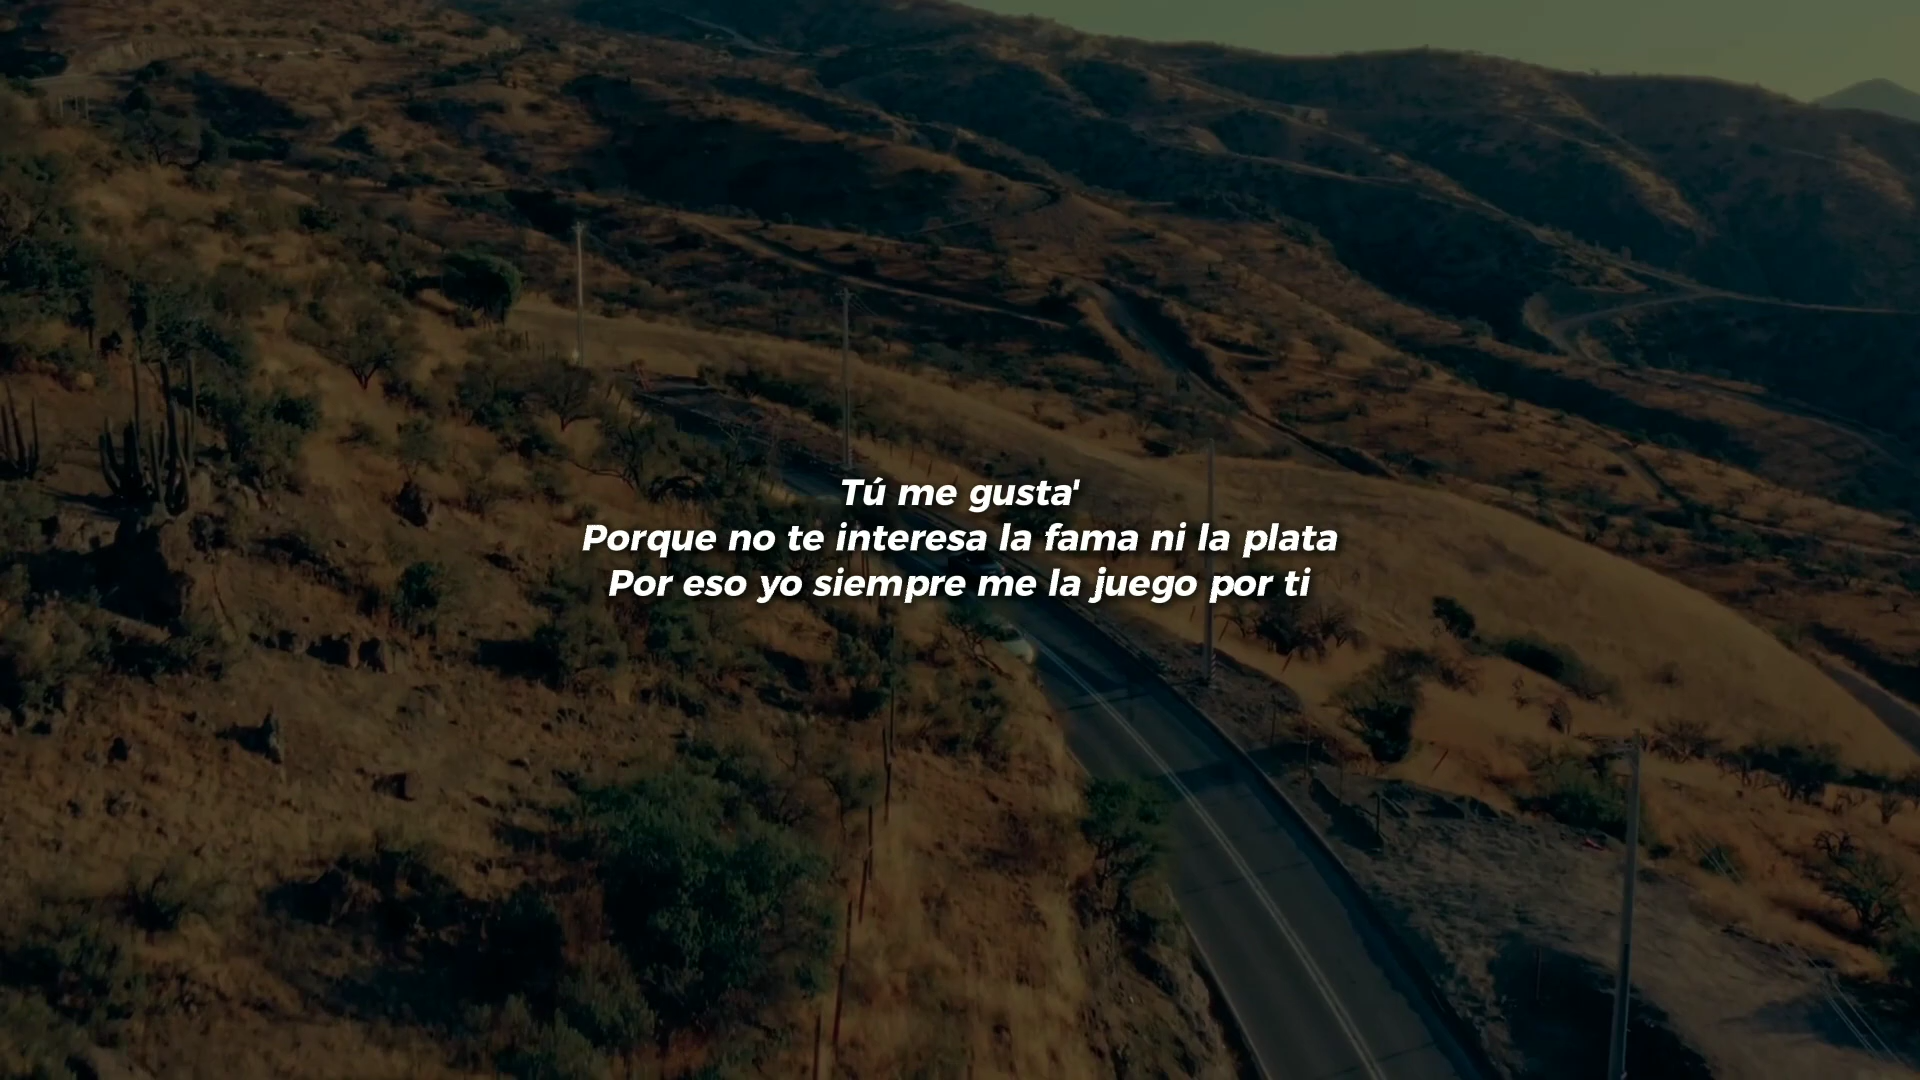 Tú me gusta'
Porque no te interesa la fama ni la plata
Por eso yo siempre me la juego por ti